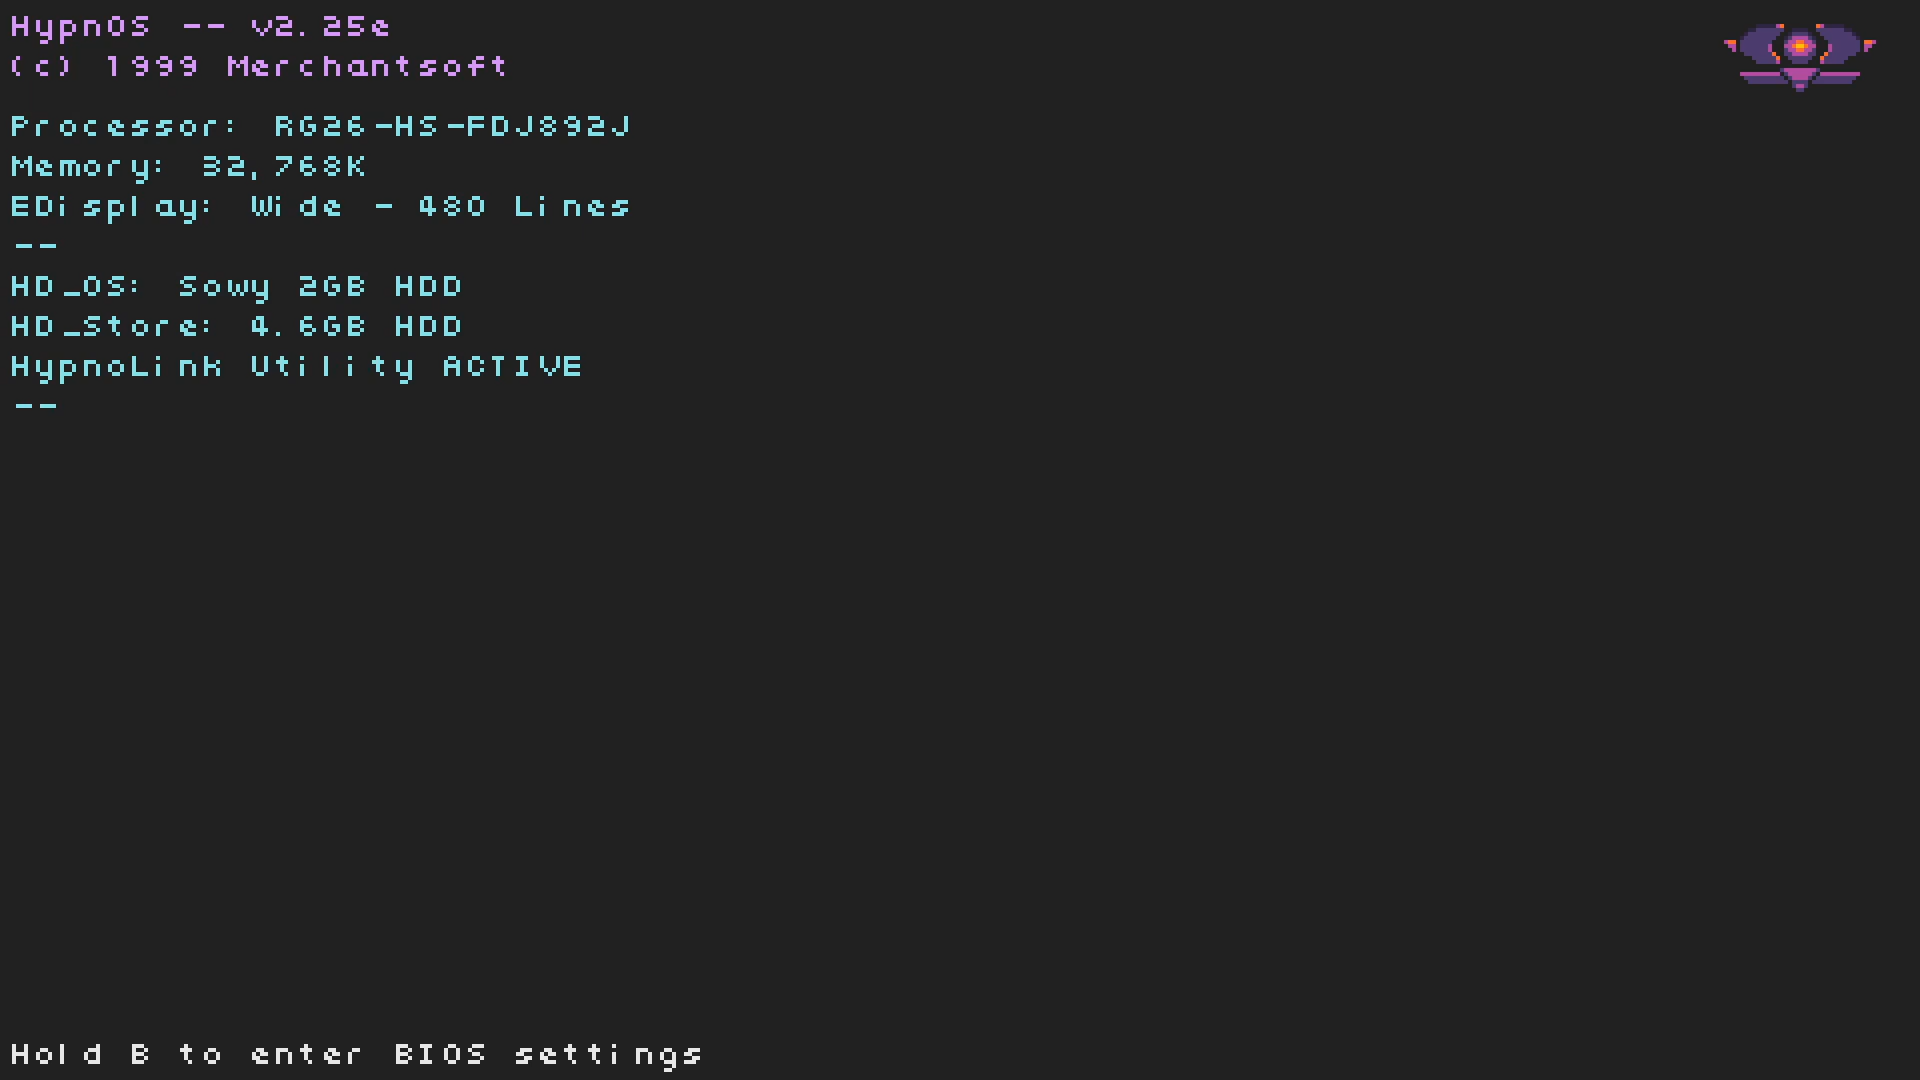 HypnOS -- v2.25e
(c) 1999 Merchantsoft
Processor: RG26-HS-FDJ892J
Memory: 32,768K
EDisplay: Wide - 480 Lines
--
HD_OS: Sowy 2GB HDD
HD_Store: 4.6GB HDD
HypnoLink Utility ACTIVE
--
Hold B to enter BIOS settings